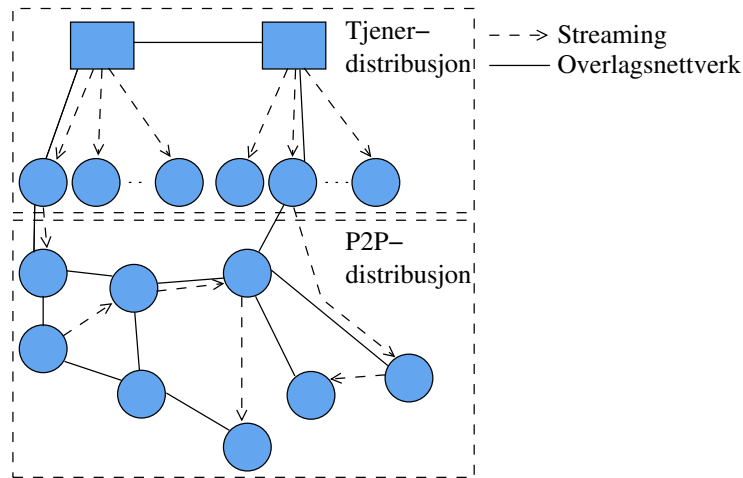 Tjener–
distribusjon
Streaming
Overlagsnettverk
. .
. . .
P2P–
distribusjon